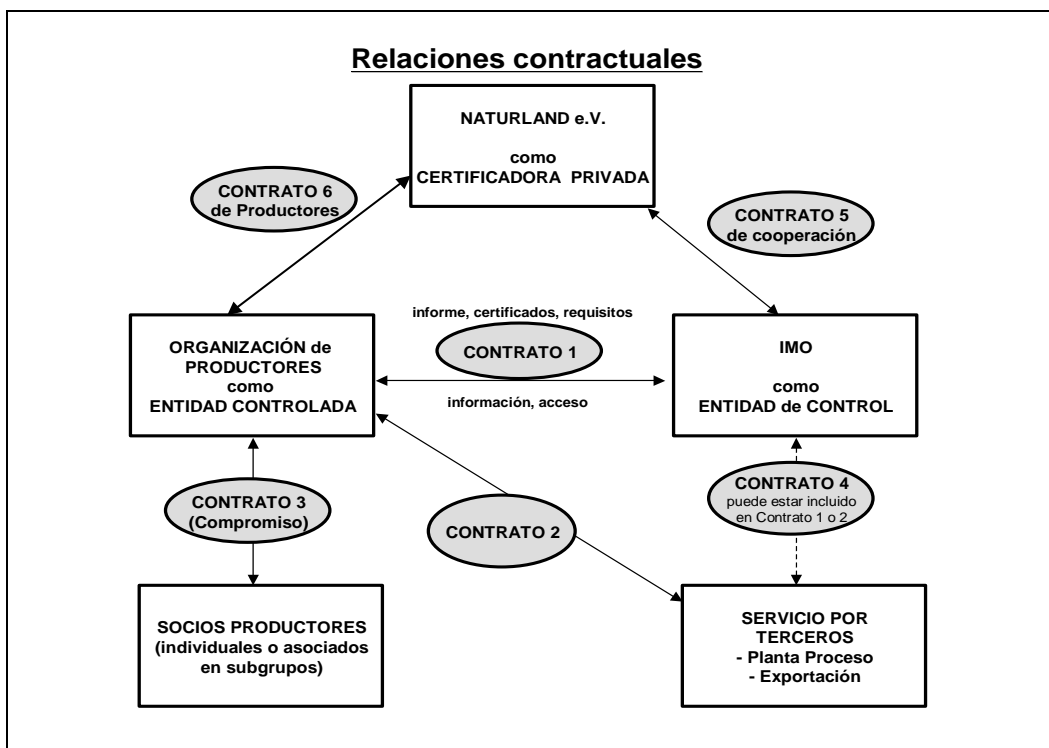 Relaciones contractuales
NATURLAND e.V.
como
CERTIFICADORA PRIVADA
CONTRATO 6
de Productores
CONTRATO 5
de cooperación
informe, certificados, requisitos
ORGANIZACIÓN de
PRODUCTORES
como
ENTIDAD CONTROLADA
CONTRATO 1
información, acceso
IMO
como
ENTIDAD de CONTROL
CONTRATO 3
(Compromiso)
CONTRATO 2
CONTRATO 4
puede estar incluido
en Contrato 1 o 2
SOCIOS PRODUCTORES
(individuales o asociados
en subgrupos)
SERVICIO POR
TERCEROS
- Planta Proceso
- Exportación